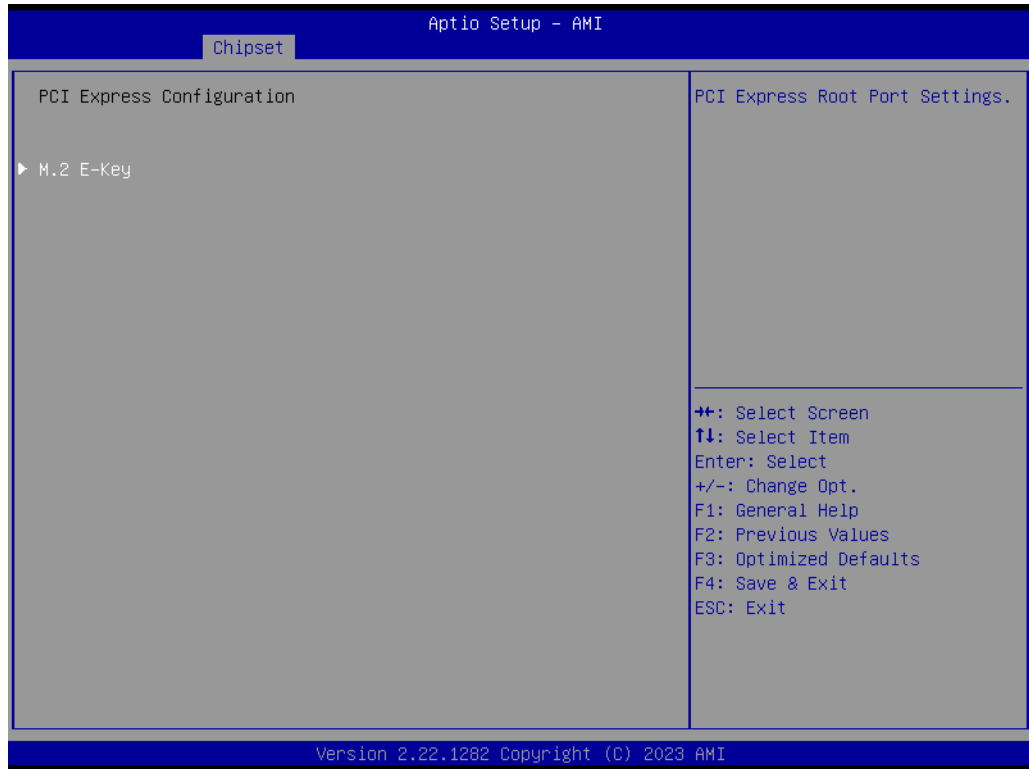 Aptio Setup – AMI
Chipset
PCI Express Configuration
▶ M.2 E-Key
PCI Express Root Port Settings.
→←: Select Screen
↑↓: Select Item
Enter: Select
+/-: Change Opt.
F1: General Help
F2: Previous Values
F3: Optimized Defaults
F4: Save & Exit
ESC: Exit
Version 2.22.1282 Copyright (C) 2023 AMI